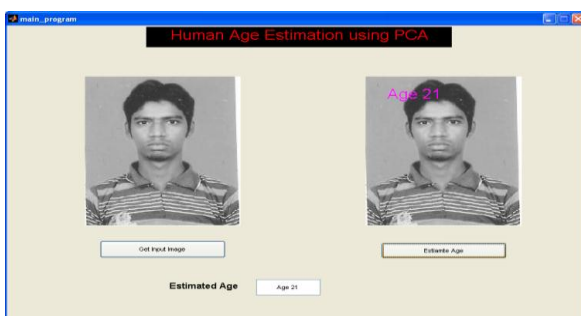 main_program
Human Age Estimation using PCA
Age 21
Get Input Image
Estiamte Age
Estimated Age
Age 21